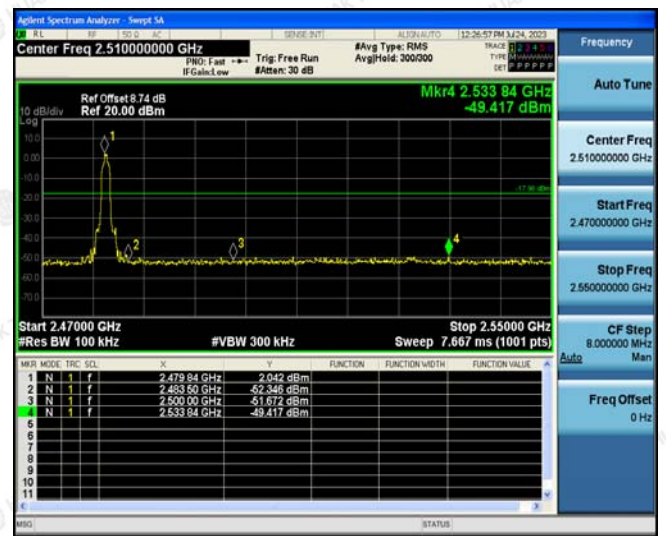 Agilent Spectrum Analyzer - Swept SA
RL RF 50 Ω AC SENSE:INT ALIGNAUTO 12:26:57 PM Jul 24, 2023
Center Freq 2.510000000 GHz
PNO: Fast
IFGain:Low
Trig: Free Run
#Atten: 30 dB
#Avg Type: RMS
Avg|Hold: 300/300
TRACE 1 2 3 4 5 6
TYPE
DET P P P P P P
10 dB/div
Log
Ref Offset 8.74 dB
Ref 20.00 dBm
Mkr4 2.533 84 GHz
-49.417 dBm
10.0
0.00
-10.0
-20.0
-30.0
-40.0
-50.0
-60.0
-70.0
1
2
3
4
-17.96 dBm
Start 2.47000 GHz Stop 2.55000 GHz
#Res BW 100 kHz #VBW 300 kHz Sweep 7.667 ms (1001 pts)
MKR MODE TRC SCL X Y FUNCTION FUNCTION WIDTH FUNCTION VALUE
1 N 1 f 2.479 84 GHz 2.042 dBm
2 N 1 f 2.483 50 GHz -52.346 dBm
3 N 1 f 2.500 00 GHz -51.672 dBm
4 N 1 f 2.533 84 GHz -49.417 dBm
5
6
7
8
9
10
11
MSG STATUS
Frequency
Auto Tune
Center Freq
2.510000000 GHz
Start Freq
2.470000000 GHz
Stop Freq
2.550000000 GHz
CF Step
8.000000 MHz
Auto Man
Freq Offset
0 Hz